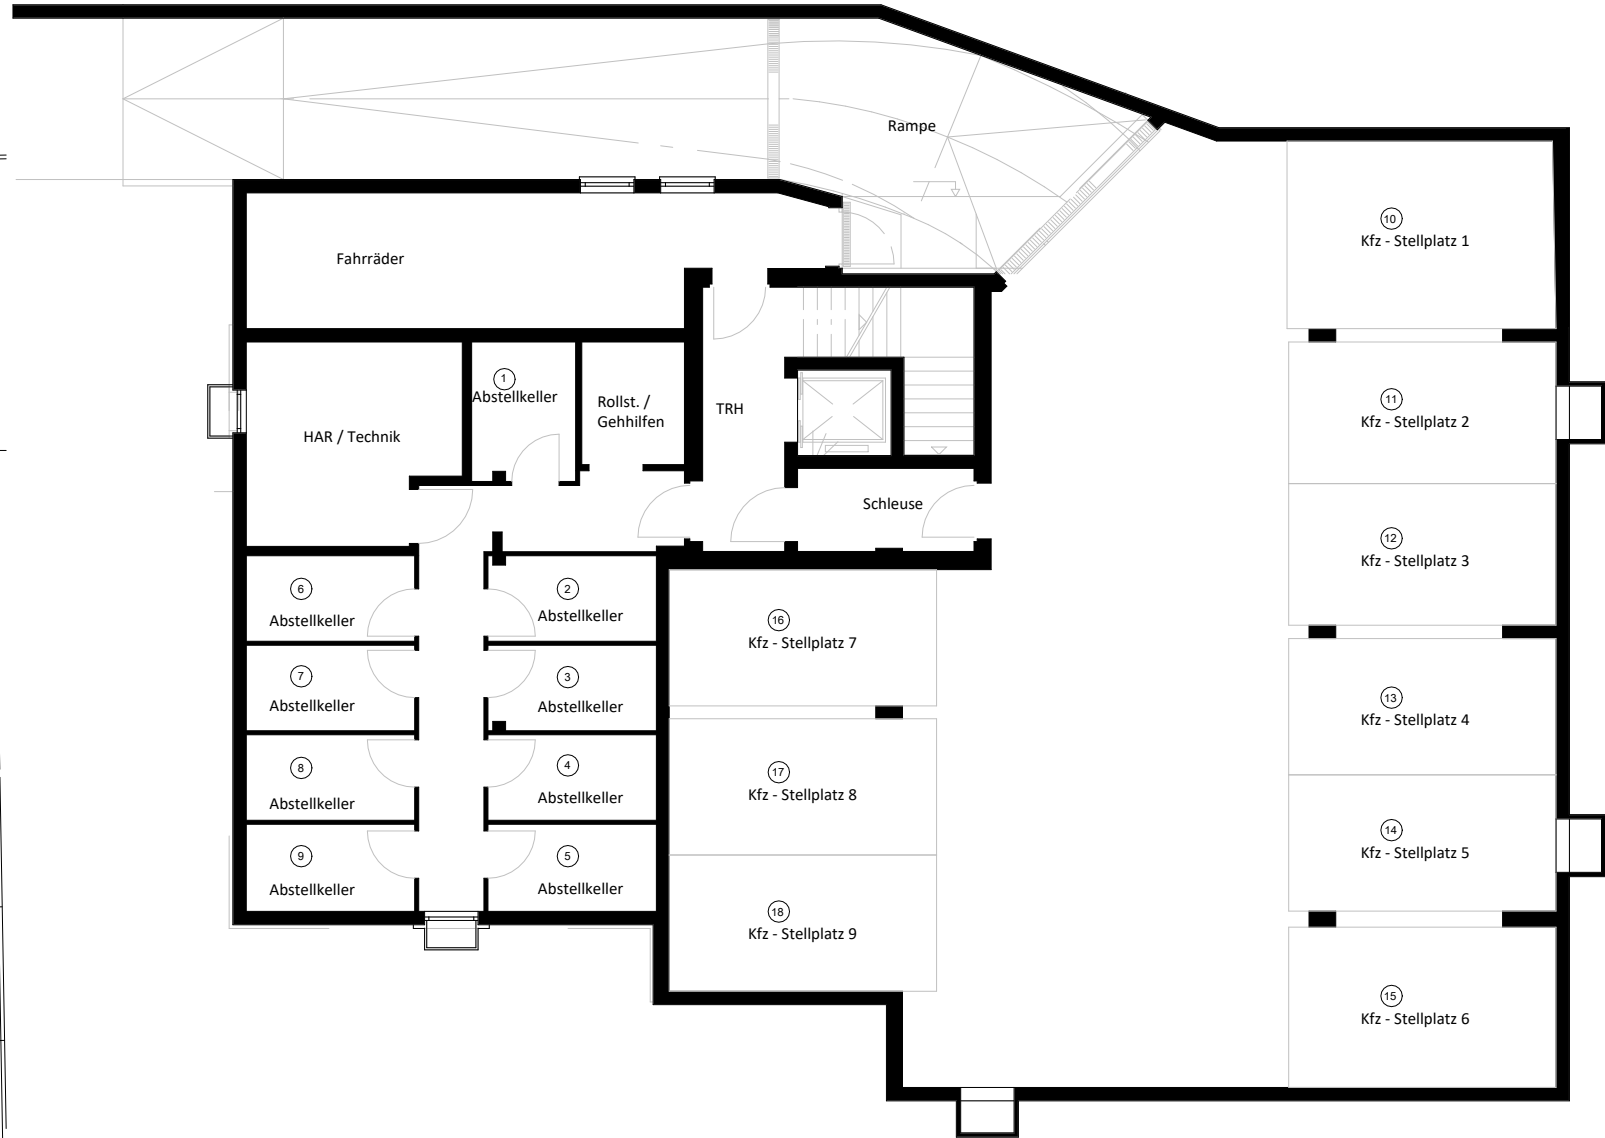 Rampe
10
Kfz - Stellplatz 1
Fahrräder
1
Abstellkeller
Rollst. /
Gehhilfen
TRH
11
Kfz - Stellplatz 2
HAR / Technik
Schleuse
12
Kfz - Stellplatz 3
6
Abstellkeller
2
Abstellkeller
16
Kfz - Stellplatz 7
7
Abstellkeller
3
Abstellkeller
13
Kfz - Stellplatz 4
8
Abstellkeller
4
Abstellkeller
17
Kfz - Stellplatz 8
14
Kfz - Stellplatz 5
9
Abstellkeller
5
Abstellkeller
18
Kfz - Stellplatz 9
15
Kfz - Stellplatz 6